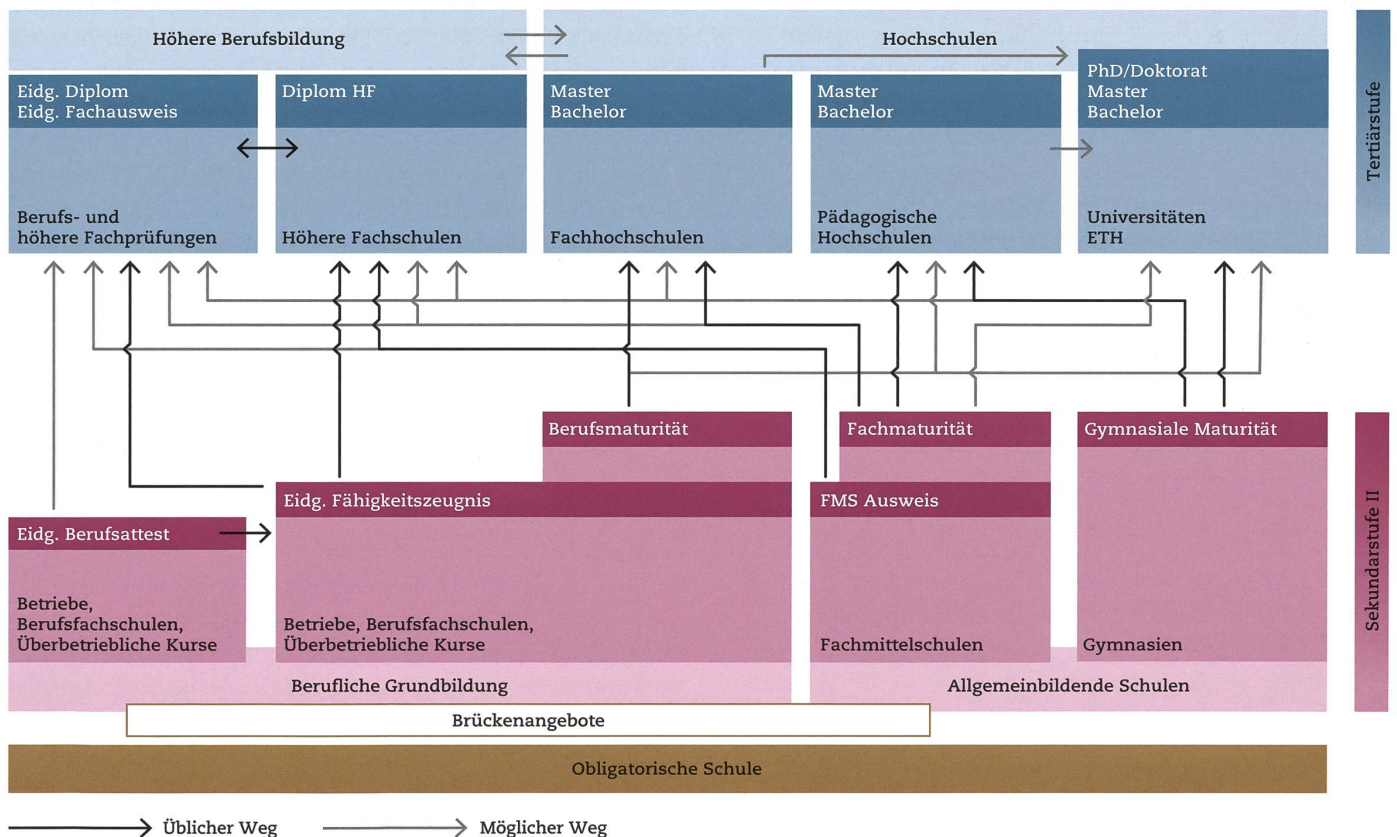 Höhere Berufsbildung
Hochschulen
Eidg. Diplom
Eidg. Fachausweis
Diplom HF
Master
Bachelor
Master
Bachelor
PhD/Doktorat
Master
Bachelor
Berufs- und
höhere Fachprüfungen
Höhere Fachschulen
Fachhochschulen
Pädagogische
Hochschulen
Universitäten
ETH
Tertiärstufe
Berufsmaturität
Fachmaturität
Gymnasiale Maturität
Eidg. Fähigkeitszeugnis
FMS Ausweis
Eidg. Berufsattest
Betriebe,
Berufsfachschulen,
Überbetriebliche Kurse
Betriebe, Berufsfachschulen,
Überbetriebliche Kurse
Fachmittelschulen
Gymnasien
Sekundarstufe II
Berufliche Grundbildung
Allgemeinbildende Schulen
Brückenangebote
Obligatorische Schule
Üblicher Weg
Möglicher Weg